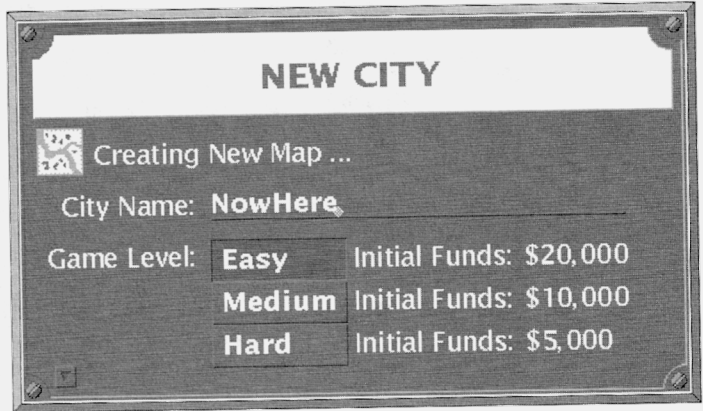 NEW CITY
Creating New Map ...
City Name: NowHere
Game Level: Easy Initial Funds: $20,000
Medium Initial Funds: $10,000
Hard Initial Funds: $5,000